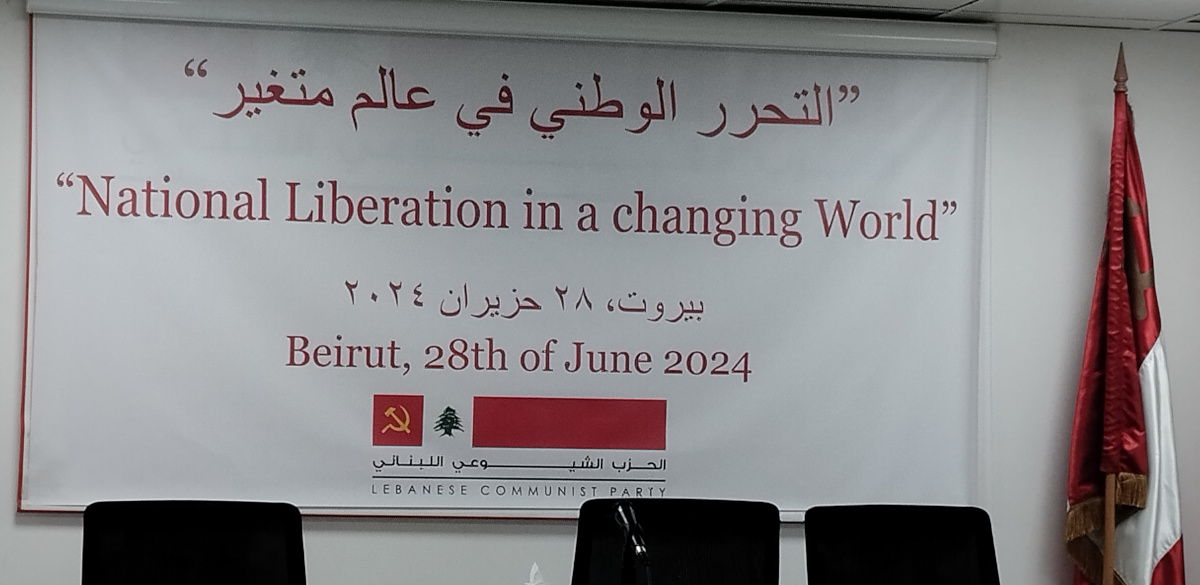 ”التحرر الوطني في عالم متغير“
“National Liberation in a changing World”
بيروت، ٢٨ حزيران ٢٠٢٤
Beirut, 28th of June 2024
الحزب الشيوعي اللبناني
LEBANESE COMMUNIST PARTY